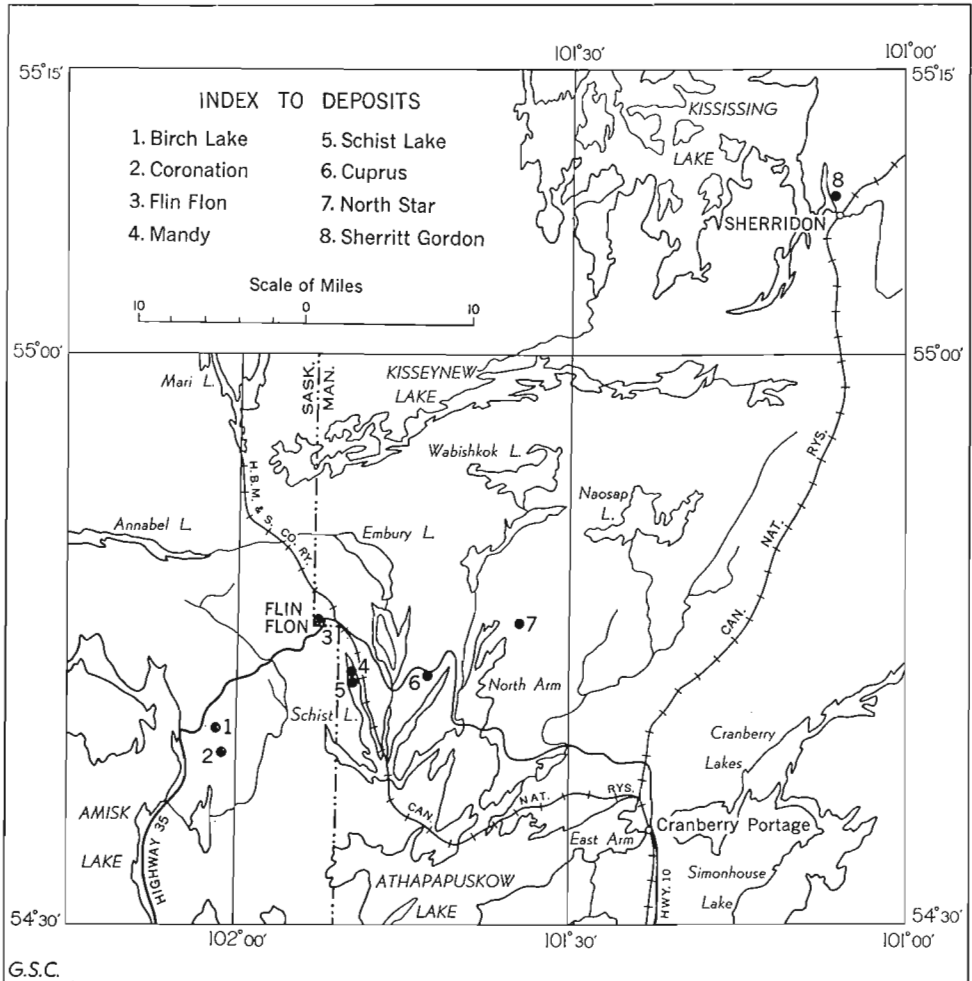 101°30'
101°00'
55°15'
55°15'
INDEX TO DEPOSITS
1. Birch Lake
2. Coronation
3. Flin Flon
4. Mandy
5. Schist Lake
6. Cuprus
7. North Star
8. Sherritt Gordon
Scale of Miles
10 0 10
KISSISSING
LAKE
8
SHERRIDON
55°00'
55°00'
Mari L.
SASK.
MAN.
KISSEYNEW
LAKE
Wabishkok L.
Naosap
L.
H.B.M. & S. CO. RY.
Annabel L.
Embury L.
CAN. NAT. RYS.
FLIN
FLON
3
7
4
5
6
North Arm
Schist L.
1
2
Cranberry
Lakes
AMISK
LAKE
HIGHWAY 35
CAN. NAT. RYS.
East Arm
Cranberry Portage
ATHAPAPUSKOW
LAKE
HWY. 10
Simonhouse
Lake
54°30'
54°30'
102°00'
101°30'
101°00'
G.S.C.